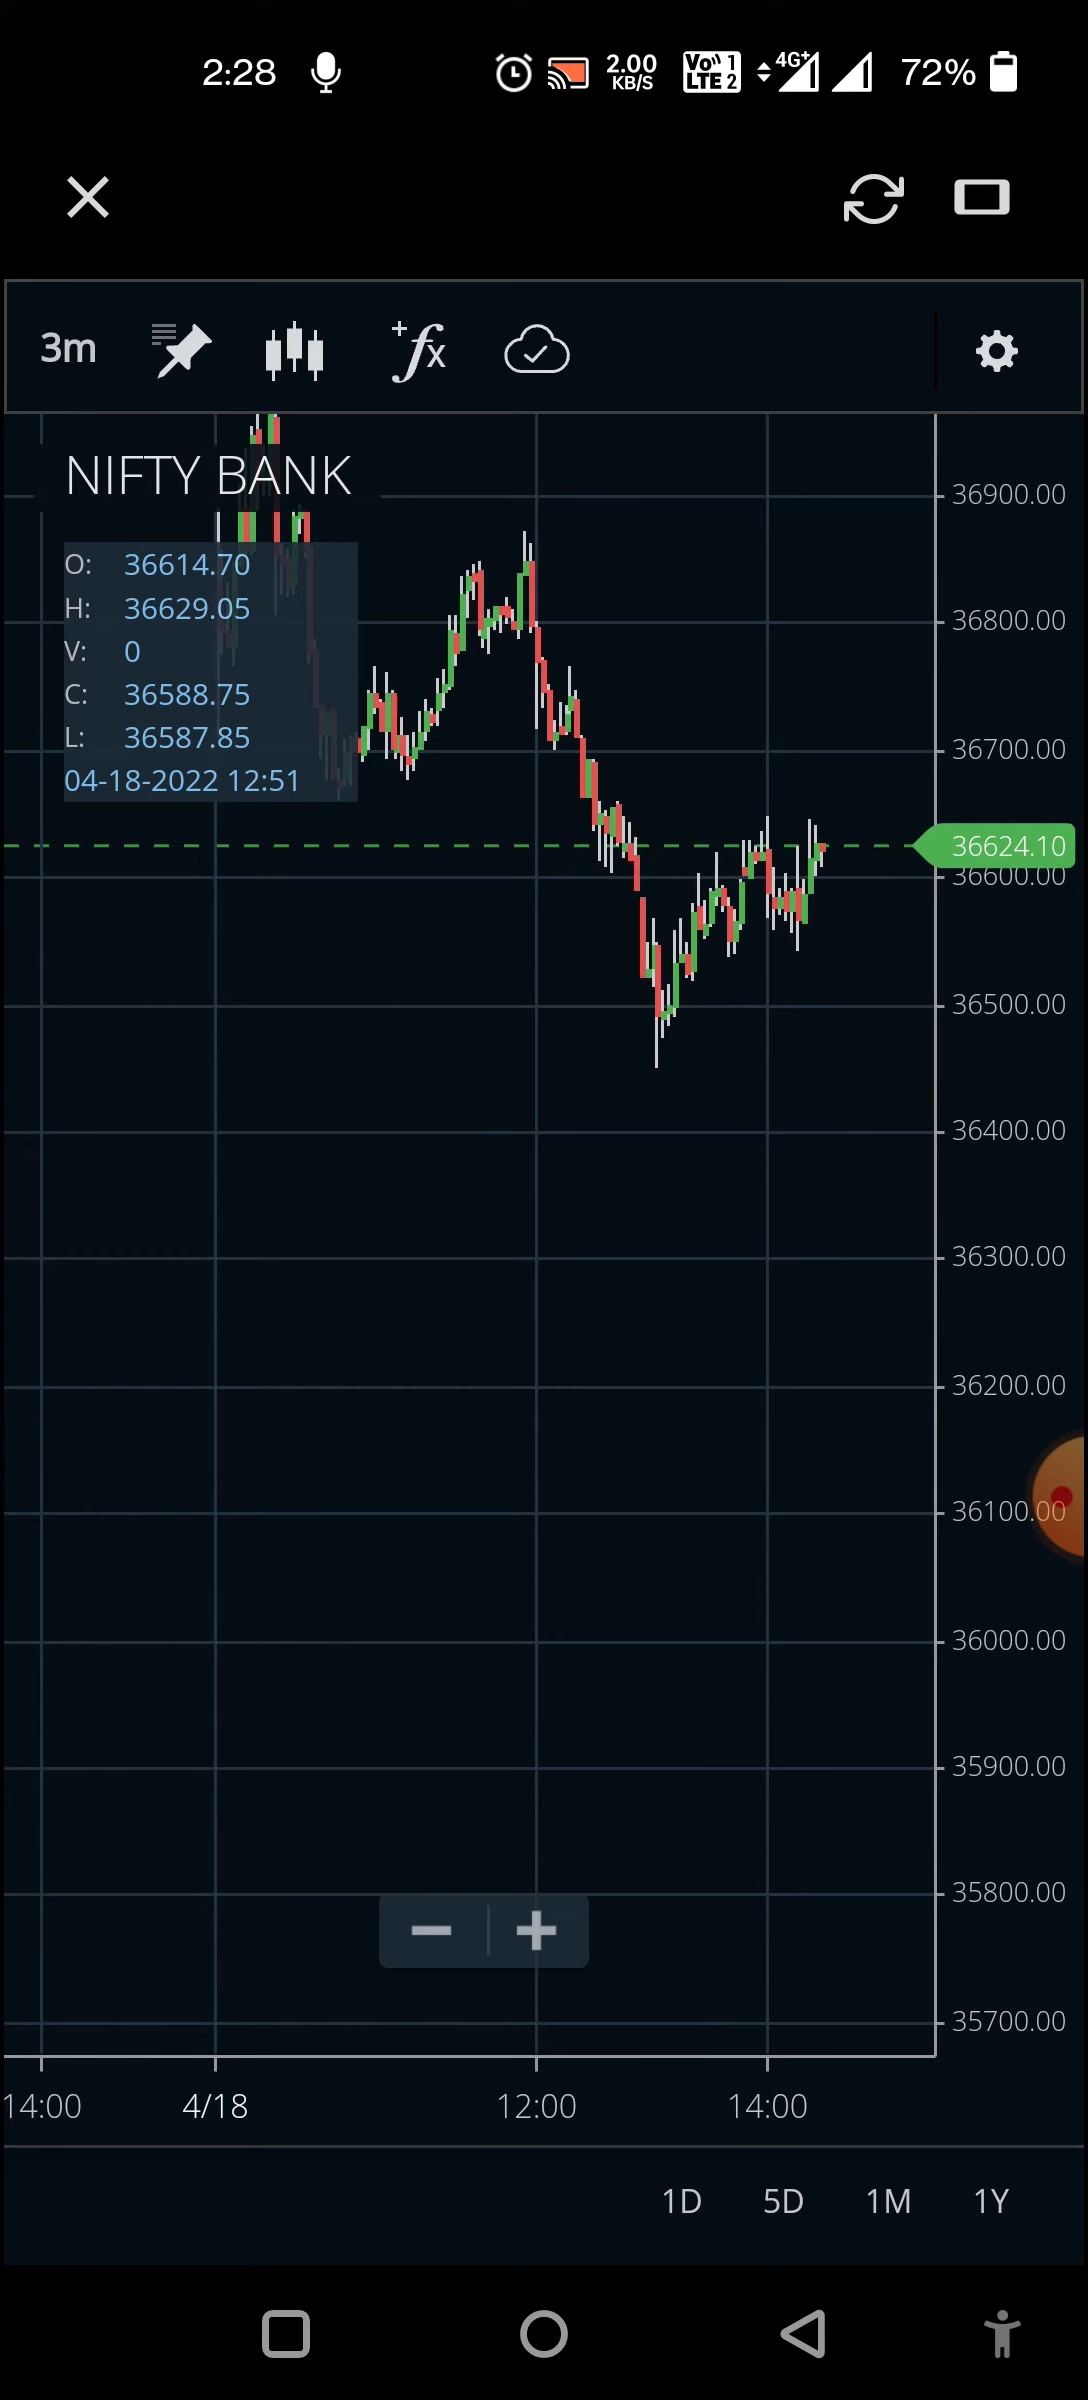 2:28 2.00 KB/S Vo)) 1 LTE 2 4G+ 72%
3m +fx
NIFTY BANK
O: 36614.70
H: 36629.05
V: 0
C: 36588.75
L: 36587.85
04-18-2022 12:51
36900.00
36800.00
36700.00
36624.10
36600.00
36500.00
36400.00
36300.00
36200.00
36100.00
36000.00
35900.00
35800.00
35700.00
14:00 4/18 12:00 14:00
1D 5D 1M 1Y